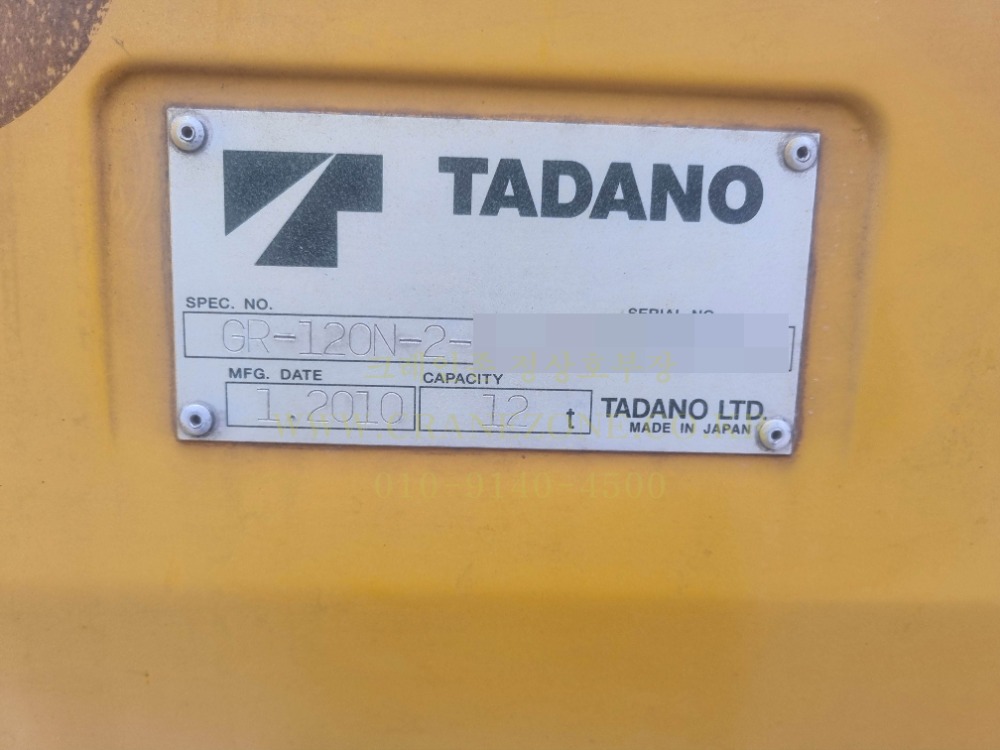 TADANO
SPEC. NO.
SERIAL NO.
GR-120N-2-
MFG. DATE
CAPACITY
1 2010
12 t
TADANO LTD.
MADE IN JAPAN
010-9140-4500